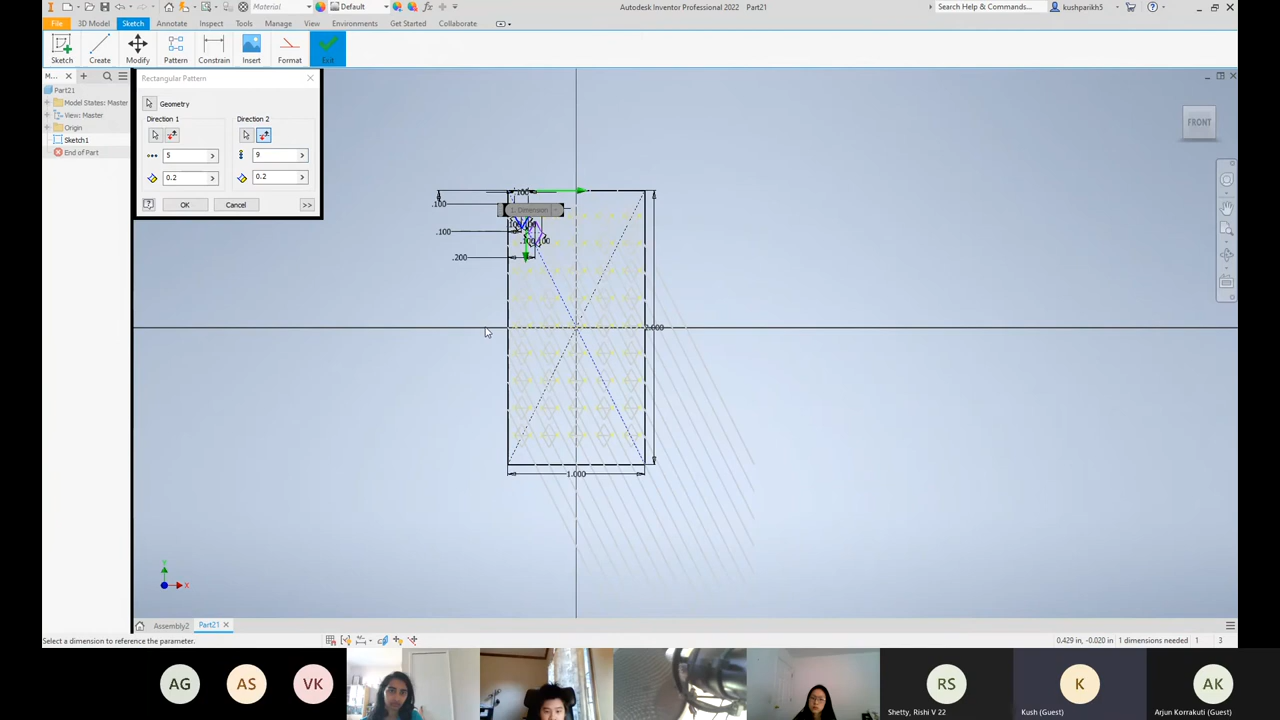 Material
Default
Autodesk Inventor Professional 2022 Part21
Search Help & Commands...
kushparikh5
File
3D Model
Sketch
Annotate
Inspect
Tools
Manage
View
Environments
Get Started
Collaborate
Sketch
Create
Modify
Pattern
Constrain
Insert
Format
Exit
M...
Part21
Model States: Master
View: Master
Origin
Sketch1
End of Part
Rectangular Pattern
Geometry
Direction 1
Direction 2
5
9
0.2
0.2
OK
Cancel
>>
.100
.100
1. Dimension
.100
.200
2.000
1.000
FRONT
Y
X
Assembly2
Part21
Select a dimension to reference the parameter.
0.429 in, -0.020 in
1 dimensions needed
1
3
AG
AS
VK
RS
Shetty, Rishi V 22
K
Kush (Guest)
AK
Arjun Korrakuti (Guest)